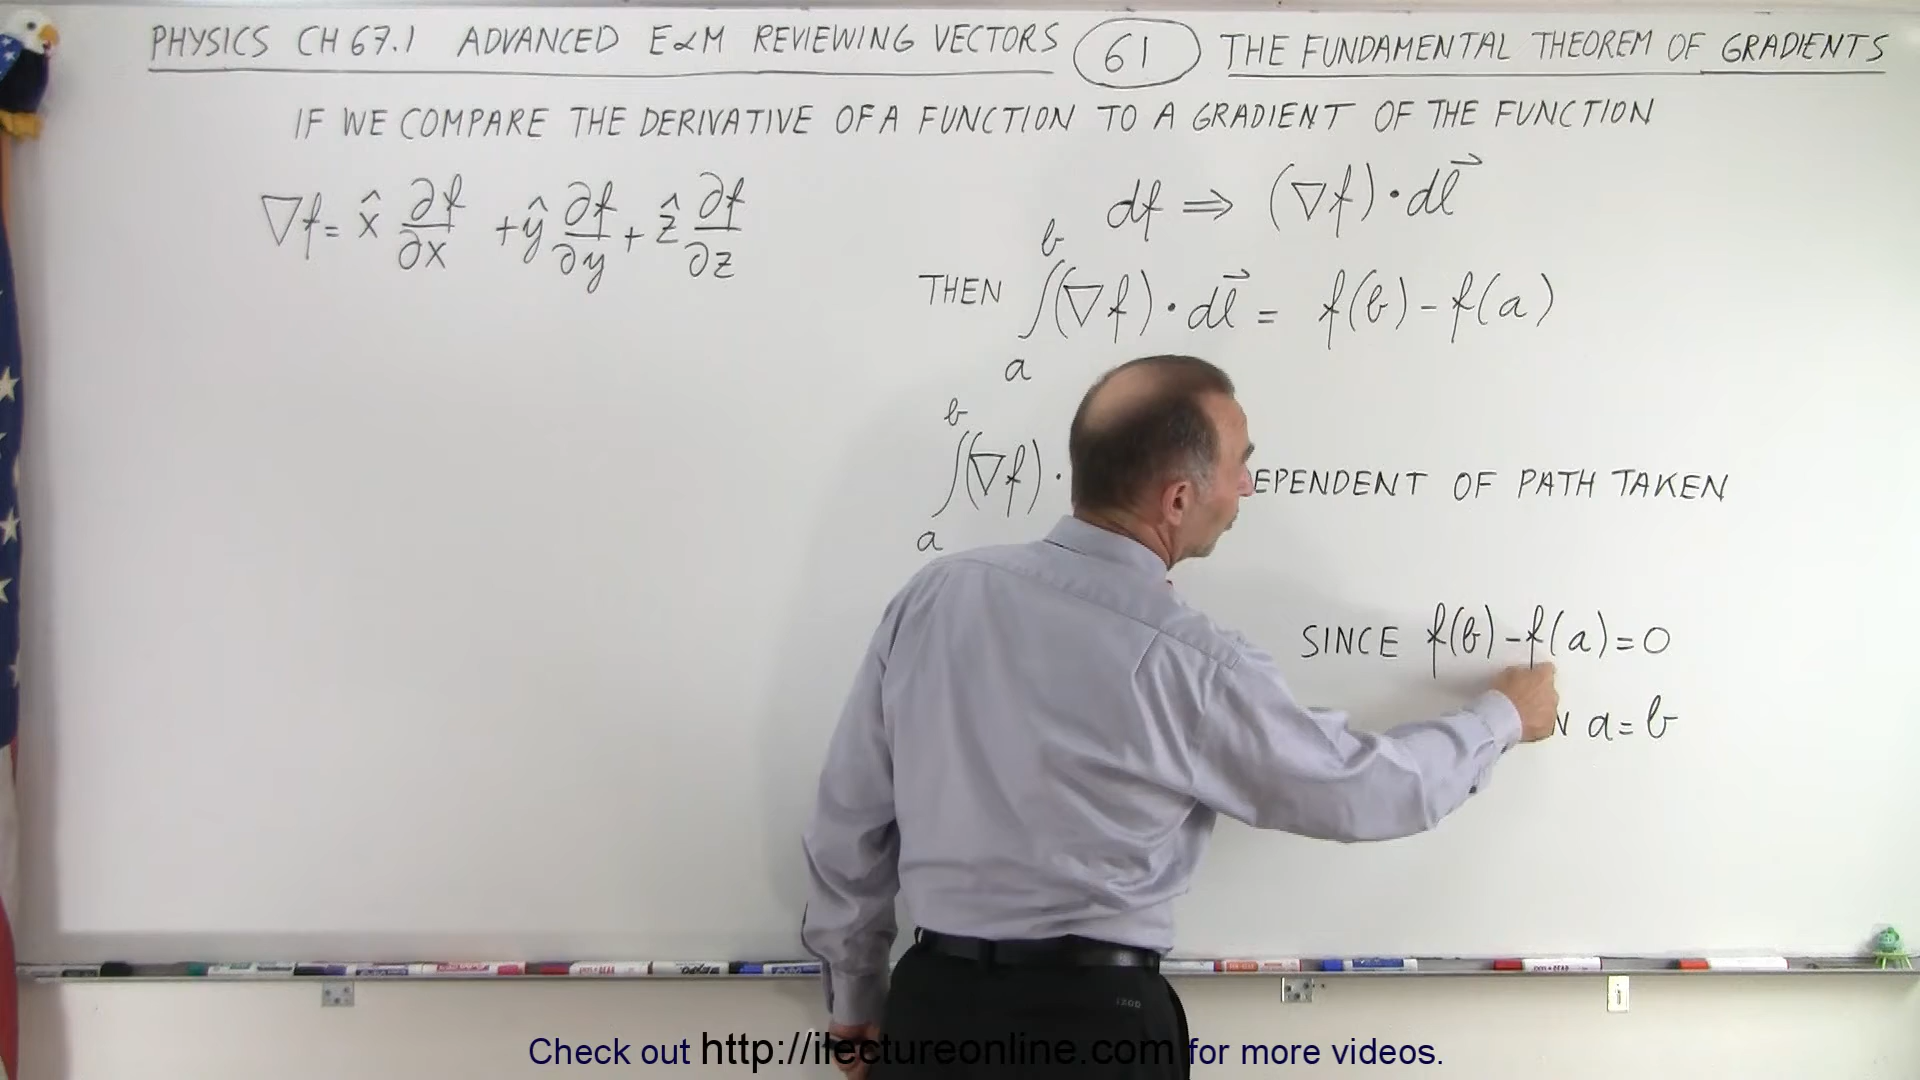 PHYSICS CH 67.1 ADVANCED E&M REVIEWING VECTORS 61 THE FUNDAMENTAL THEOREM OF GRADIENTS
IF WE COMPARE THE DERIVATIVE OF A FUNCTION TO A GRADIENT OF THE FUNCTION
∇f = x̂ ∂f/∂x + ŷ ∂f/∂y + ẑ ∂f/∂z
df ⇒ (∇f)·dl⃗
THEN ∫ₐᵇ (∇f)·dl⃗ = f(b) - f(a)
∫ₐᵇ (∇f)· EPENDENT OF PATH TAKEN
SINCE f(b) - f(a) = 0
N a = b
Check out http://ilectureonline.com for more videos.